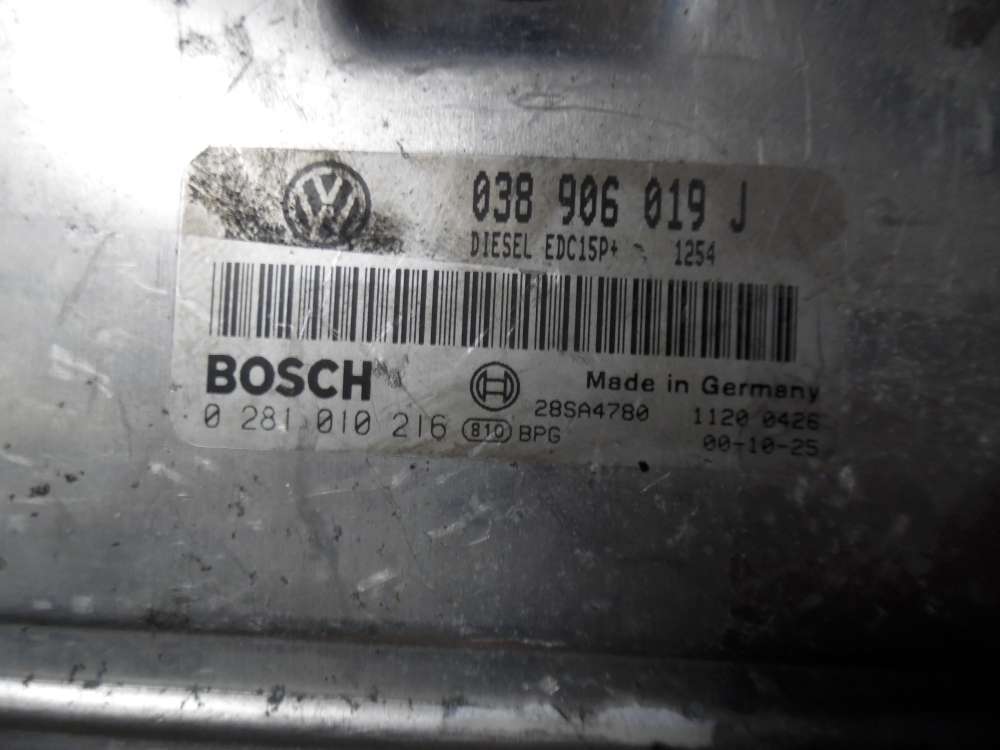 038 906 019 J
DIESEL EDC15P+ 1254
BOSCH
Made in Germany
0 281 010 216 810 BPG 28SA4780 1120 0426
00-10-25